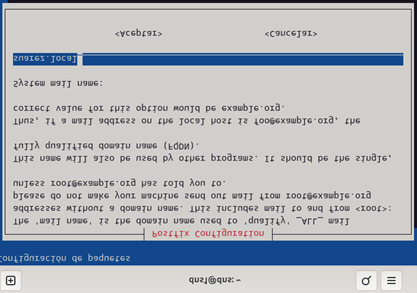 dns1@dns: ~
Configuración de paquetes
Postfix Configuration
The 'mail name' is the domain name used to 'qualify' _ALL_ mail
addresses without a domain name. This includes mail to and from <root>:
please do not make your machine send out mail from root@example.org
unless root@example.org has told you to.
This name will also be used by other programs. It should be the single,
fully qualified domain name (FQDN).
Thus, if a mail address on the local host is foo@example.org, the
correct value for this option would be example.org.
System mail name:
suarez.local
<Aceptar>
<Cancelar>